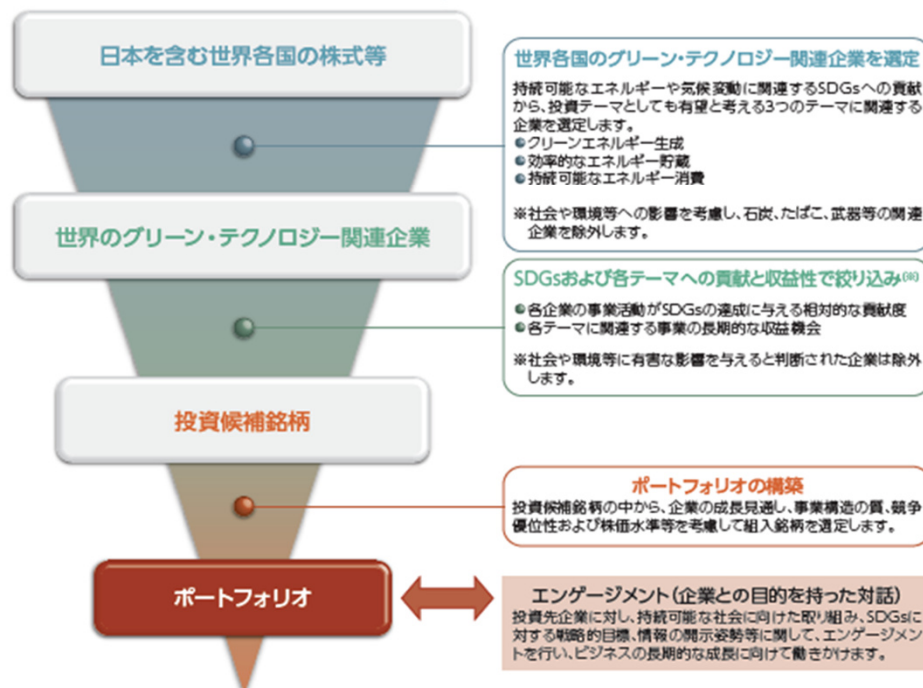 日本を含む世界各国の株式等
世界各国のグリーン・テクノロジー関連企業を選定
持続可能なエネルギーや気候変動に関連するSDGsへの貢献
から、投資テーマとしても有望と考える3つのテーマに関連する
企業を選定します。
●クリーンエネルギー生成
●効率的なエネルギー貯蔵
●持続可能なエネルギー消費
※社会や環境等への影響を考慮し、石炭、たばこ、武器等の関連
企業を除外します。
世界のグリーン・テクノロジー関連企業
SDGsおよび各テーマへの貢献と収益性で絞り込み(※)
●各企業の事業活動がSDGsの達成に与える相対的な貢献度
●各テーマに関連する事業の長期的な収益機会
※社会や環境等に有害な影響を与えると判断された企業は除外
します。
投資候補銘柄
ポートフォリオの構築
投資候補銘柄の中から、企業の成長見通し、事業構造の質、競争
優位性および株価水準等を考慮して組入銘柄を選定します。
ポートフォリオ
エンゲージメント(企業との目的を持った対話)
投資先企業に対し、持続可能な社会に向けた取り組み、SDGsに
対する戦略的目標、情報の開示姿勢等に関して、エンゲージメン
トを行い、ビジネスの長期的な成長に向けて働きかけます。